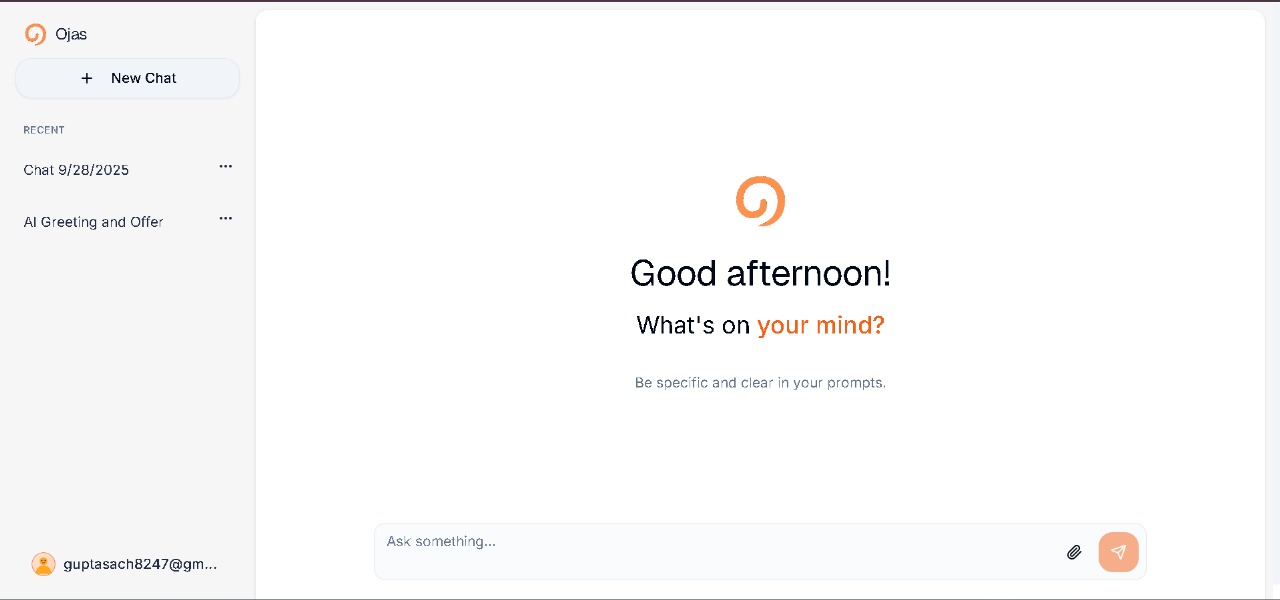 Ojas
+ New Chat
RECENT
Chat 9/28/2025
AI Greeting and Offer
guptasach8247@gm...
Good afternoon!
What's on your mind?
Be specific and clear in your prompts.
Ask something...